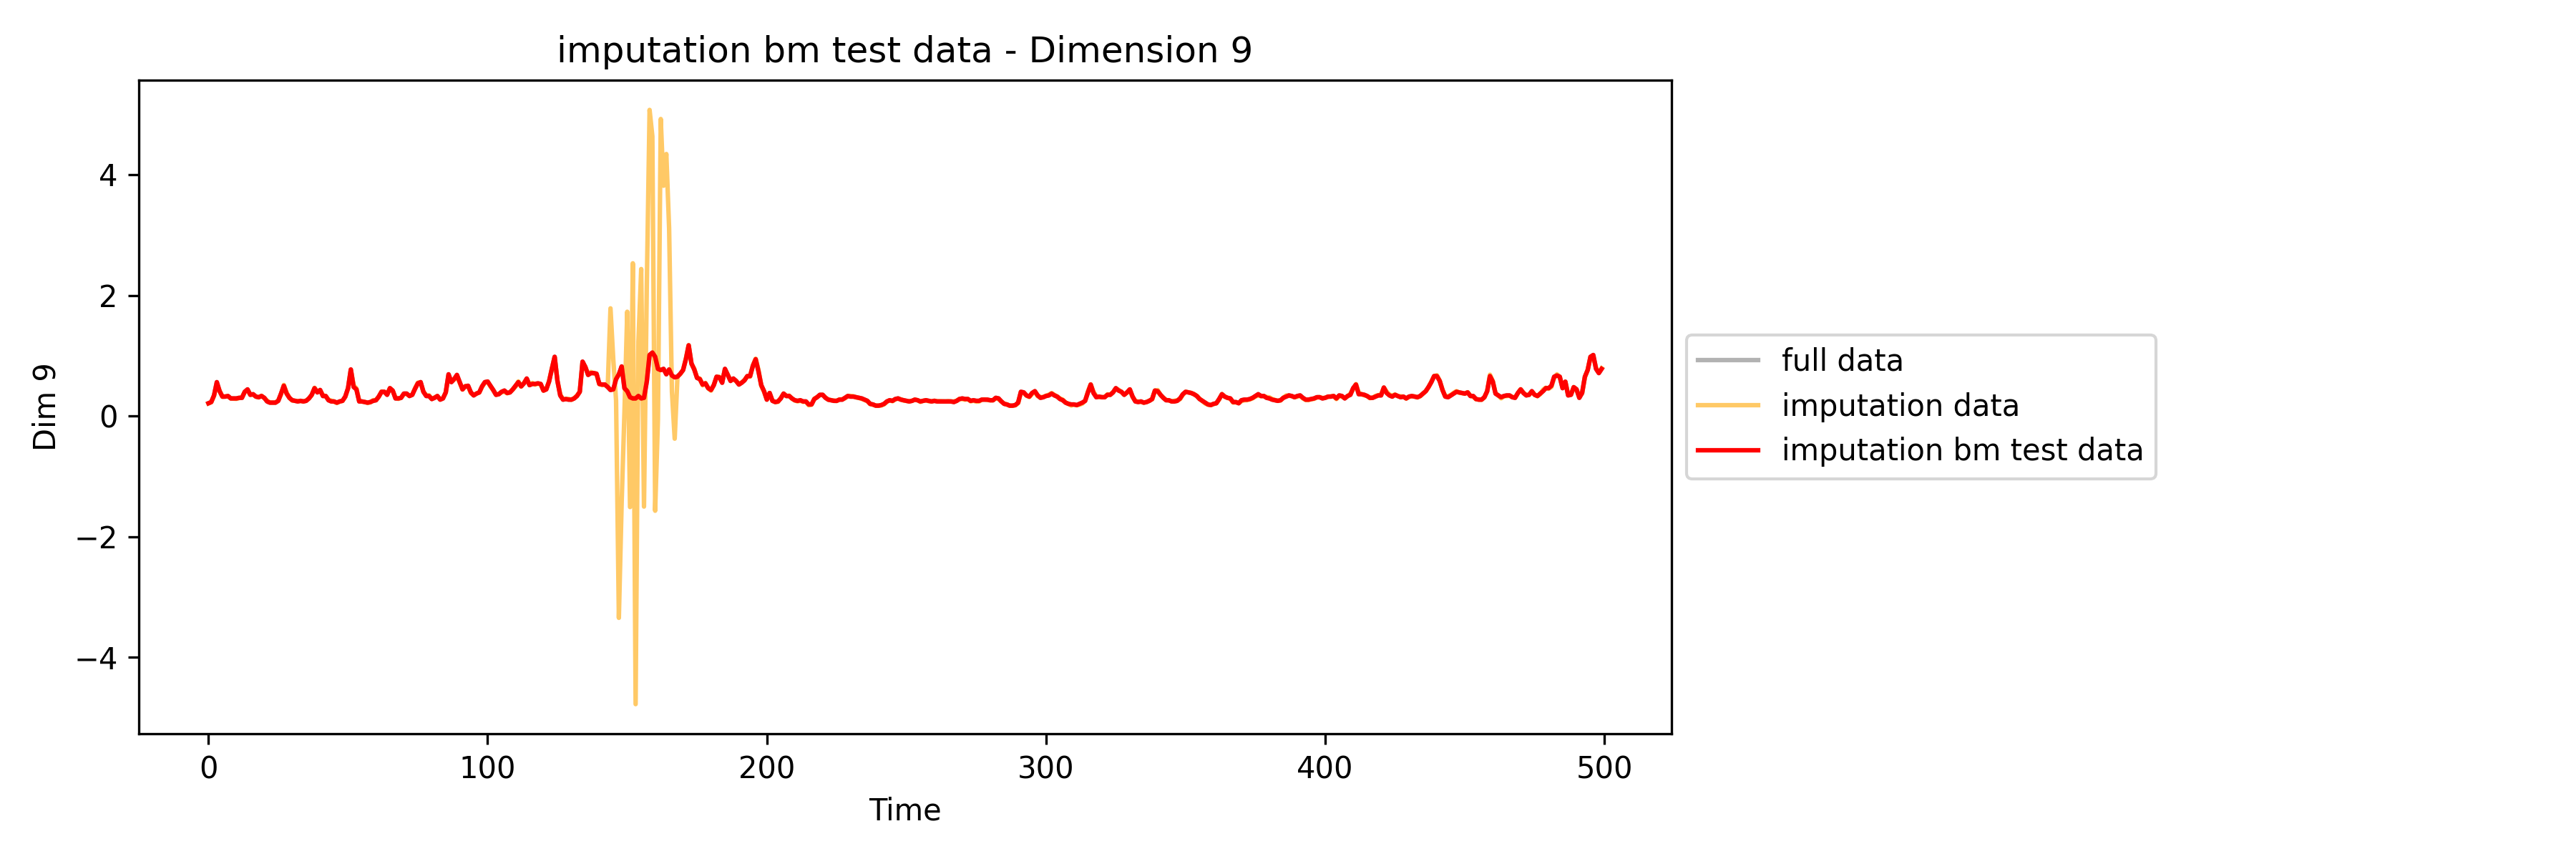 imputation bm test data - Dimension 9
4
2
0
−2
−4
Dim 9
0 100 200 300 400 500
Time
full data
imputation data
imputation bm test data